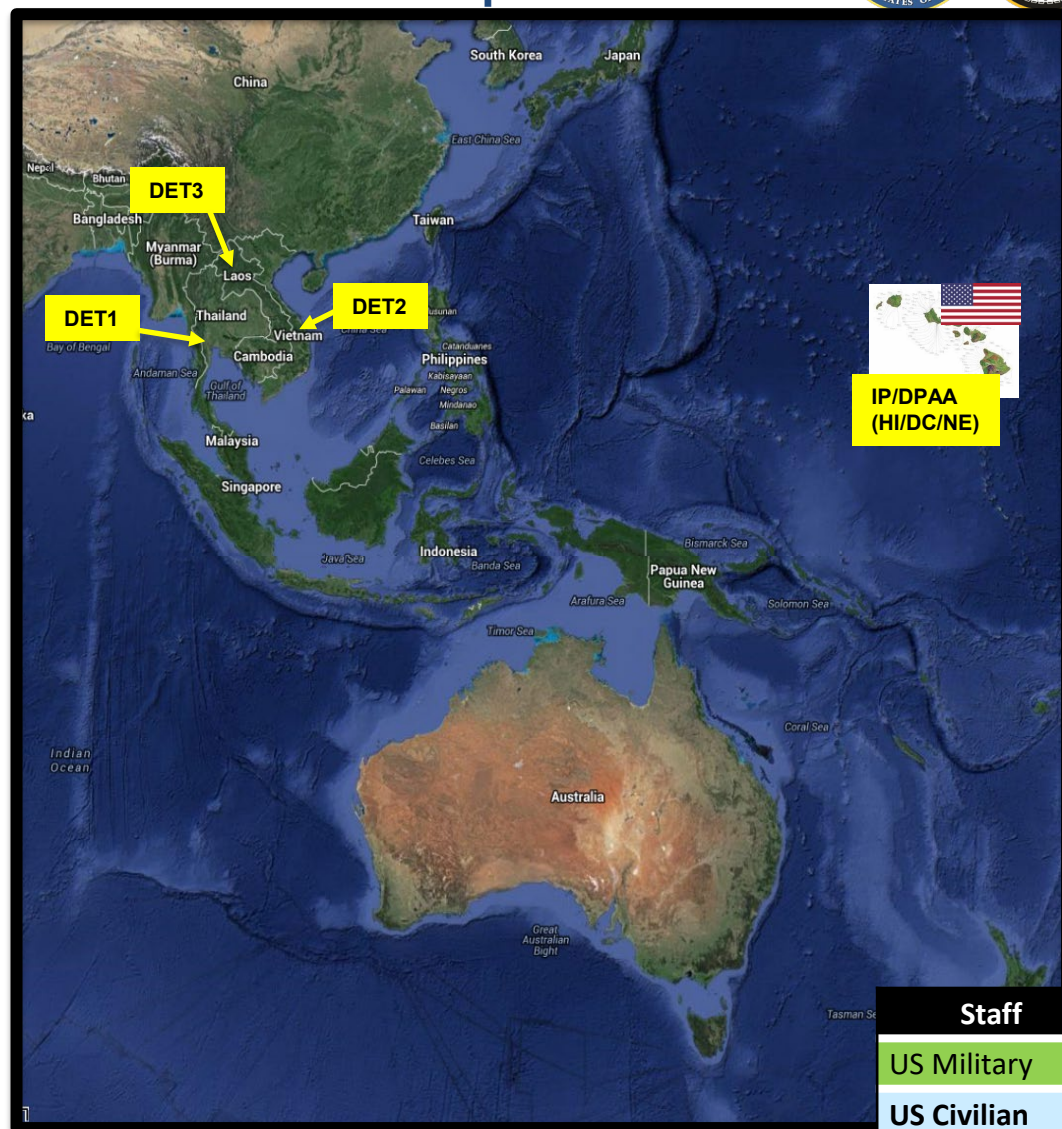 South Korea
Japan
China
East China Sea
Nepal
Bhutan
DET3
Bangladesh
Taiwan
Myanmar
(Burma)
Laos
DET1
Thailand
DET2
Vietnam
Bay of Bengal
Cambodia
Catanduanes
Philippines
Andaman Sea
Kabisayaan
Gulf of
Thailand
Palawan
Negros
Mindanao
Basilan
IP/DPAA
(HI/DC/NE)
Malaysia
Celebes Sea
Singapore
Java Sea
Indonesia
Banda Sea
Bismarck Sea
Papua New
Guinea
Arafura Sea
Solomon Sea
Timor Sea
Coral Sea
Indian
Ocean
Australia
Great
Australian
Bight
Tasman
Staff
US Military
US Civilian